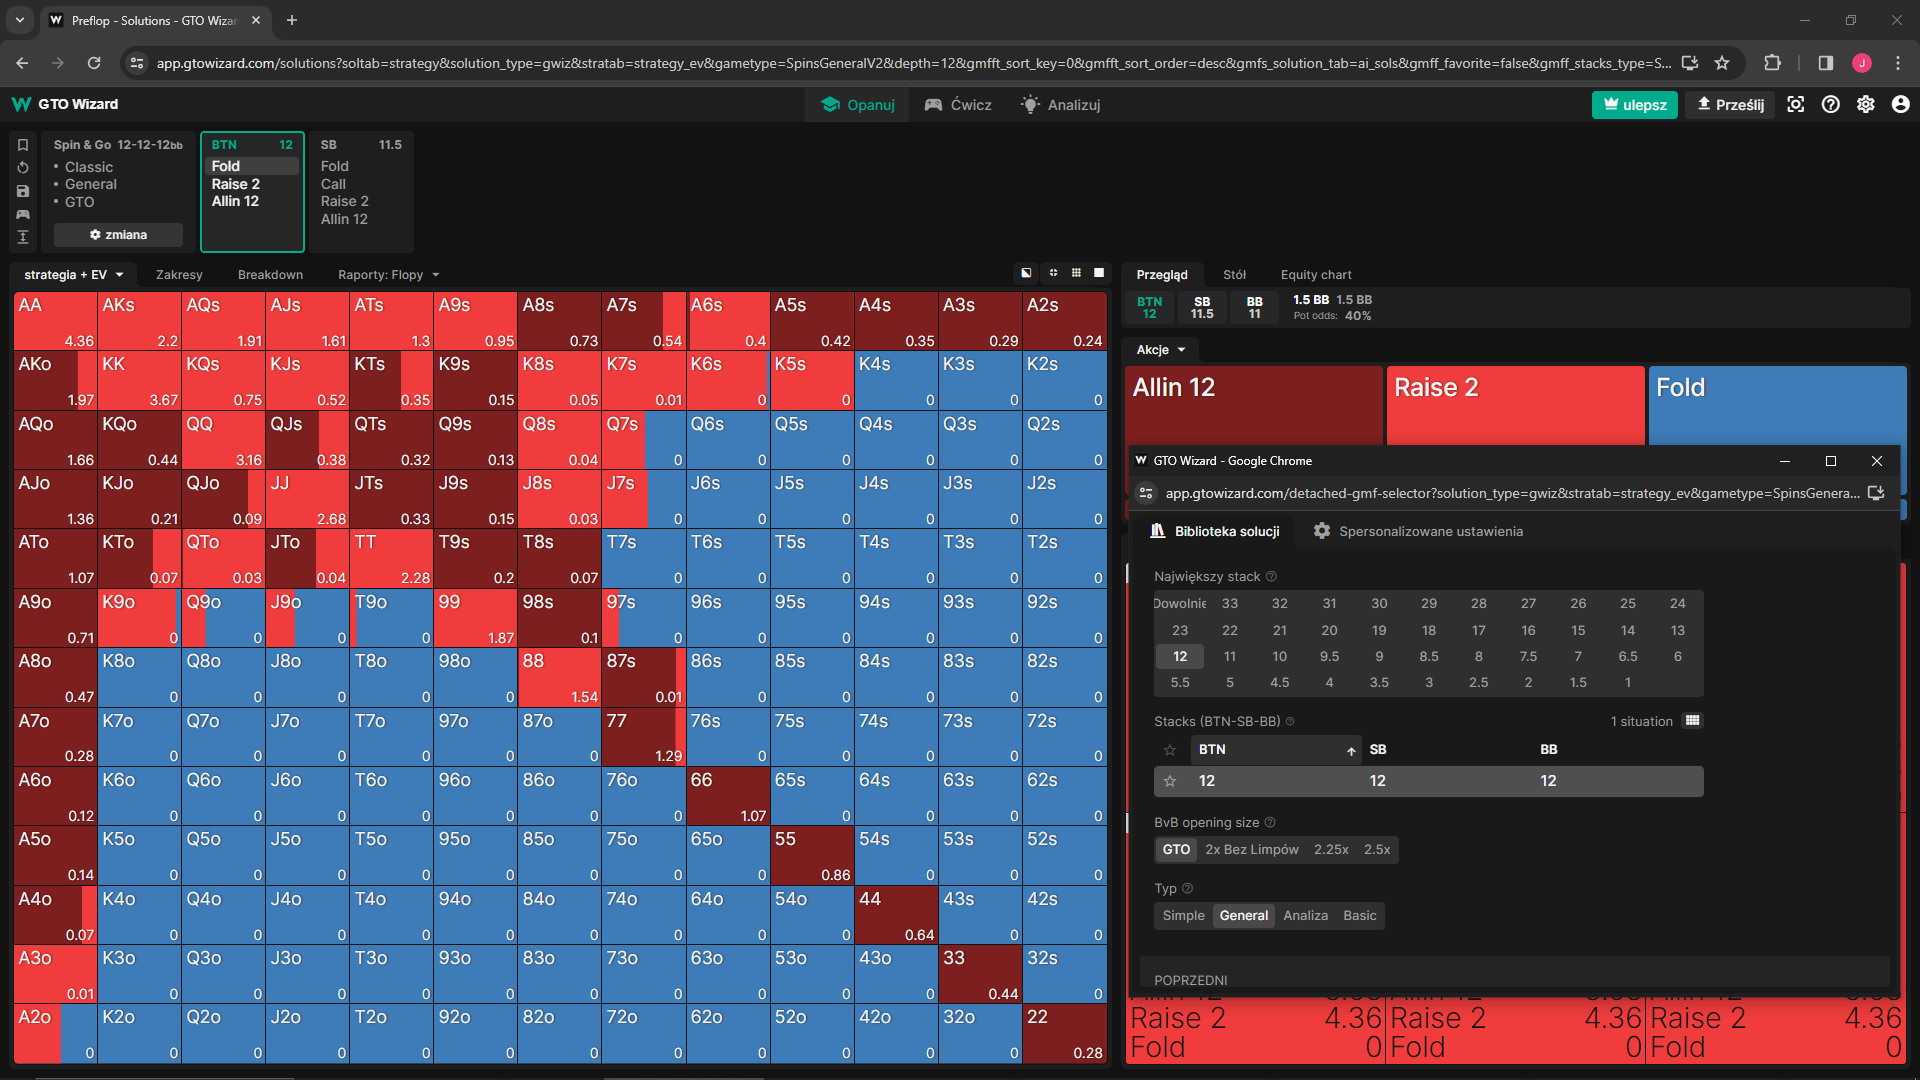 Preflop - Solutions - GTO Wizar
app.gtowizard.com/solutions?soltab=strategy&solution_type=gwiz&stratab=strategy_ev&gametype=SpinsGeneralV2&depth=12&gmfft_sort_key=0&gmfft_sort_order=desc&gmfs_solution_tab=ai_sols&gmff_favorite=false&gmff_stacks_type=S...
J
GTO Wizard
Opanuj
Ćwicz
Analizuj
ulepsz
Prześlij
Spin & Go 12-12-12bb
• Classic
• General
• GTO
zmiana
BTN 12
Fold
Raise 2
Allin 12
SB 11.5
Fold
Call
Raise 2
Allin 12
strategia + EV
Zakresy
Breakdown
Raporty: Flopy
AA AKs AQs AJs ATs A9s A8s A7s A6s A5s A4s A3s A2s
4.36 2.2 1.91 1.61 1.3 0.95 0.73 0.54 0.4 0.42 0.35 0.29 0.24
AKo KK KQs KJs KTs K9s K8s K7s K6s K5s K4s K3s K2s
1.97 3.67 0.75 0.52 0.35 0.15 0.05 0.01 0 0 0 0 0
AQo KQo QQ QJs QTs Q9s Q8s Q7s Q6s Q5s Q4s Q3s Q2s
1.66 0.44 3.16 0.38 0.32 0.13 0.04 0 0 0 0 0 0
AJo KJo QJo JJ JTs J9s J8s J7s J6s J5s J4s J3s J2s
1.36 0.21 0.09 2.68 0.33 0.15 0.03 0 0 0 0 0 0
ATo KTo QTo JTo TT T9s T8s T7s T6s T5s T4s T3s T2s
1.07 0.07 0.03 0.04 2.28 0.2 0.07 0 0 0 0 0 0
A9o K9o Q9o J9o T9o 99 98s 97s 96s 95s 94s 93s 92s
0.71 0 0 0 0 1.87 0.1 0 0 0 0 0 0
A8o K8o Q8o J8o T8o 98o 88 87s 86s 85s 84s 83s 82s
0.47 0 0 0 0 0 1.54 0.01 0 0 0 0 0
A7o K7o Q7o J7o T7o 97o 87o 77 76s 75s 74s 73s 72s
0.28 0 0 0 0 0 0 1.29 0 0 0 0 0
A6o K6o Q6o J6o T6o 96o 86o 76o 66 65s 64s 63s 62s
0.12 0 0 0 0 0 0 0 1.07 0 0 0 0
A5o K5o Q5o J5o T5o 95o 85o 75o 65o 55 54s 53s 52s
0.14 0 0 0 0 0 0 0 0 0.86 0 0 0
A4o K4o Q4o J4o T4o 94o 84o 74o 64o 54o 44 43s 42s
0.07 0 0 0 0 0 0 0 0 0 0.64 0 0
A3o K3o Q3o J3o T3o 93o 83o 73o 63o 53o 43o 33 32s
0.01 0 0 0 0 0 0 0 0 0 0 0.44 0
A2o K2o Q2o J2o T2o 92o 82o 72o 62o 52o 42o 32o 22
0 0 0 0 0 0 0 0 0 0 0 0 0.28
Przegląd
Stół
Equity chart
BTN SB BB 1.5 BB 1.5 BB
12 11.5 11 Pot odds: 40%
Akcje
Allin 12
Raise 2
Fold
GTO Wizard - Google Chrome
app.gtowizard.com/detached-gmf-selector?solution_type=gwiz&stratab=strategy_ev&gametype=SpinsGenera...
Biblioteka solucji
Spersonalizowane ustawienia
Największy stack
Dowolnie 33 32 31 30 29 28 27 26 25 24
23 22 21 20 19 18 17 16 15 14 13
12 11 10 9.5 9 8.5 8 7.5 7 6.5 6
5.5 5 4.5 4 3.5 3 2.5 2 1.5 1
Stacks (BTN-SB-BB)
1 situation
BTN SB BB
12 12 12
BvB opening size
GTO 2x Bez Limpów 2.25x 2.5x
Typ
Simple General Analiza Basic
POPRZEDNI
Raise 2 4.36 Raise 2 4.36 Raise 2 4.36
Fold 0 Fold 0 Fold 0